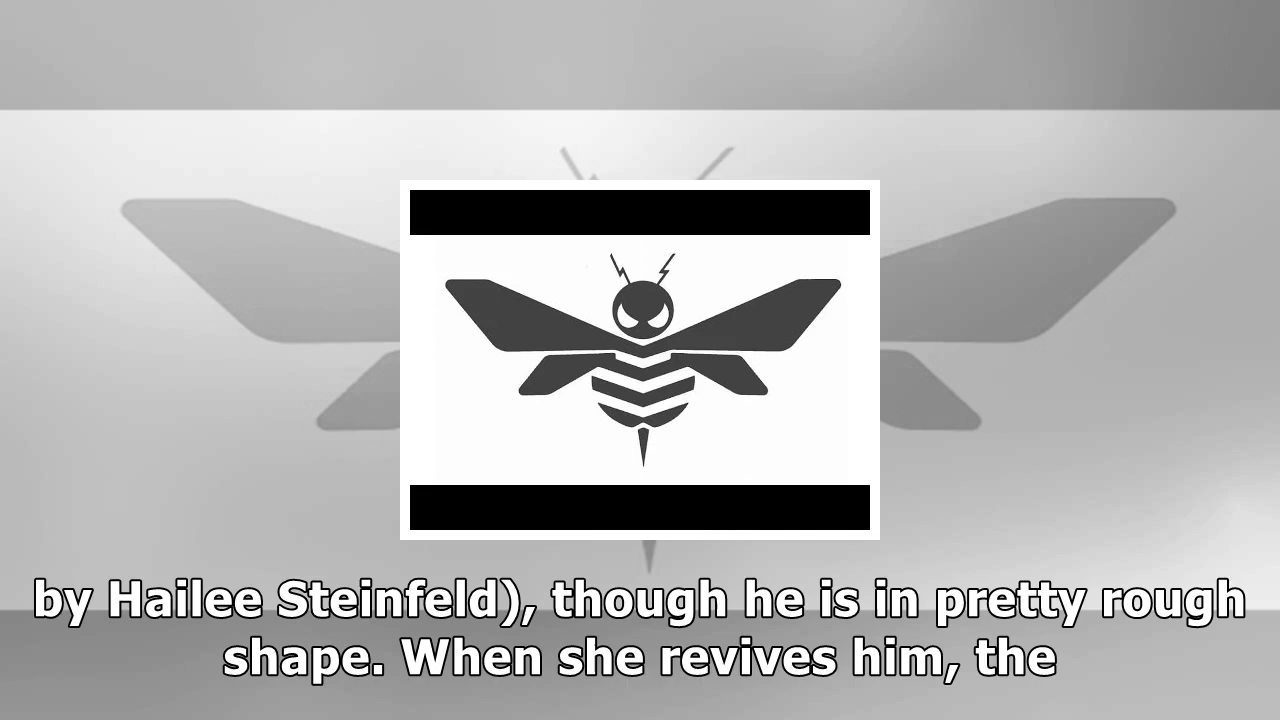 by Hailee Steinfeld), though he is in pretty rough
shape. When she revives him, the